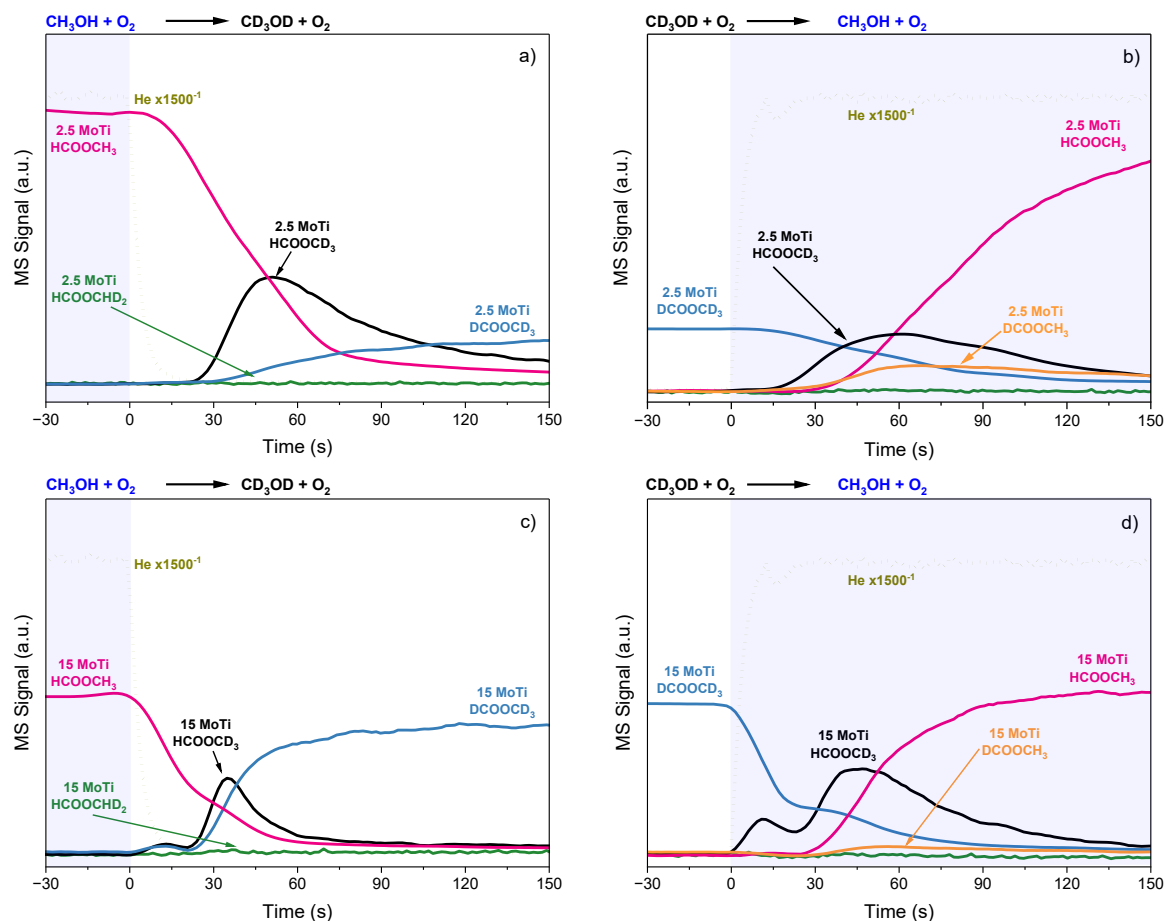 CH₃OH + O₂ → CD₃OD + O₂
a)
He x1500⁻¹
2.5 MoTi
HCOOCH₃
2.5 MoTi
HCOOCD₃
2.5 MoTi
HCOOCHD₂
2.5 MoTi
DCOOCD₃
MS Signal (a.u.)
−30 0 30 60 90 120 150
Time (s)
CD₃OD + O₂ → CH₃OH + O₂
b)
He x1500⁻¹
2.5 MoTi
HCOOCH₃
2.5 MoTi
HCOOCD₃
2.5 MoTi
DCOOCD₃
2.5 MoTi
DCOOCH₃
MS Signal (a.u.)
−30 0 30 60 90 120 150
Time (s)
CH₃OH + O₂ → CD₃OD + O₂
c)
He x1500⁻¹
15 MoTi
HCOOCH₃
15 MoTi
DCOOCD₃
15 MoTi
HCOOCD₃
15 MoTi
HCOOCHD₂
MS Signal (a.u.)
−30 0 30 60 90 120 150
Time (s)
CD₃OD + O₂ → CH₃OH + O₂
d)
He x1500⁻¹
15 MoTi
DCOOCD₃
15 MoTi
HCOOCH₃
15 MoTi
HCOOCD₃
15 MoTi
DCOOCH₃
MS Signal (a.u.)
−30 0 30 60 90 120 150
Time (s)